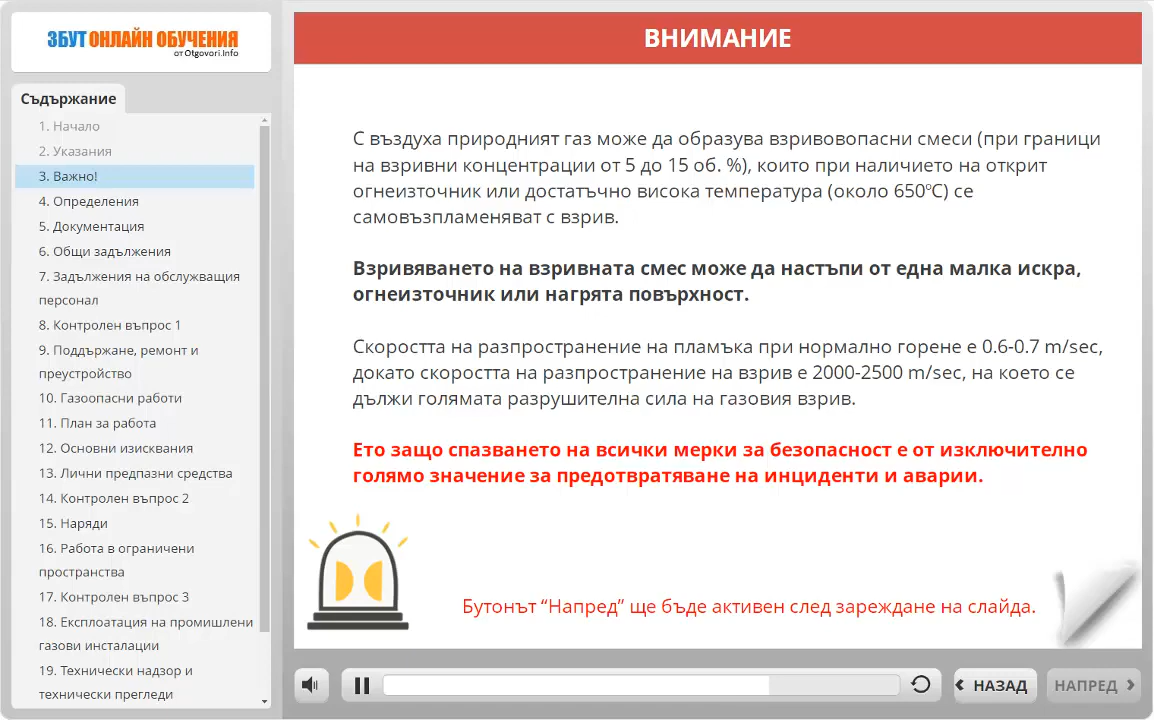 ЗБУТ ОНЛАЙН ОБУЧЕНИЯ
от Otgovori.Info
Съдържание
1. Начало
2. Указания
3. Важно!
4. Определения
5. Документация
6. Общи задължения
7. Задължения на обслужващия
персонал
8. Контролен въпрос 1
9. Поддържане, ремонт и
преустройство
10. Газоопасни работи
11. План за работа
12. Основни изисквания
13. Лични предпазни средства
14. Контролен въпрос 2
15. Наряди
16. Работа в ограничени
пространства
17. Контролен въпрос 3
18. Експлоатация на промишлени
газови инсталации
19. Технически надзор и
технически прегледи
ВНИМАНИЕ
С въздуха природният газ може да образува взривовопасни смеси (при граници
на взривни концентрации от 5 до 15 об. %), които при наличието на открит
огнеизточник или достатъчно висока температура (около 650°C) се
самовъзпламеняват с взрив.
Взривяването на взривната смес може да настъпи от една малка искра,
огнеизточник или нагрята повърхност.
Скоростта на разпространение на пламъка при нормално горене е 0.6-0.7 m/sec,
докато скоростта на разпространение на взрив е 2000-2500 m/sec, на което се
дължи голямата разрушителна сила на газовия взрив.
Ето защо спазването на всички мерки за безопасност е от изключително
голямо значение за предотвратяване на инциденти и аварии.
Бутонът “Напред” ще бъде активен след зареждане на слайда.
НАЗАД
НАПРЕД